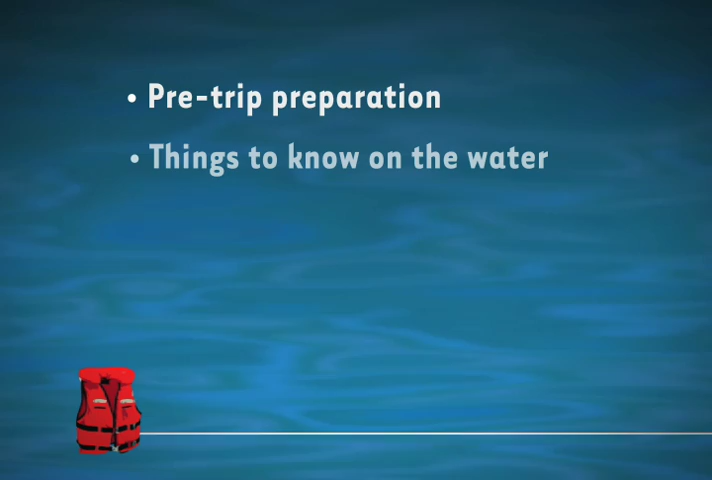 • Pre-trip preparation
• Things to know on the water